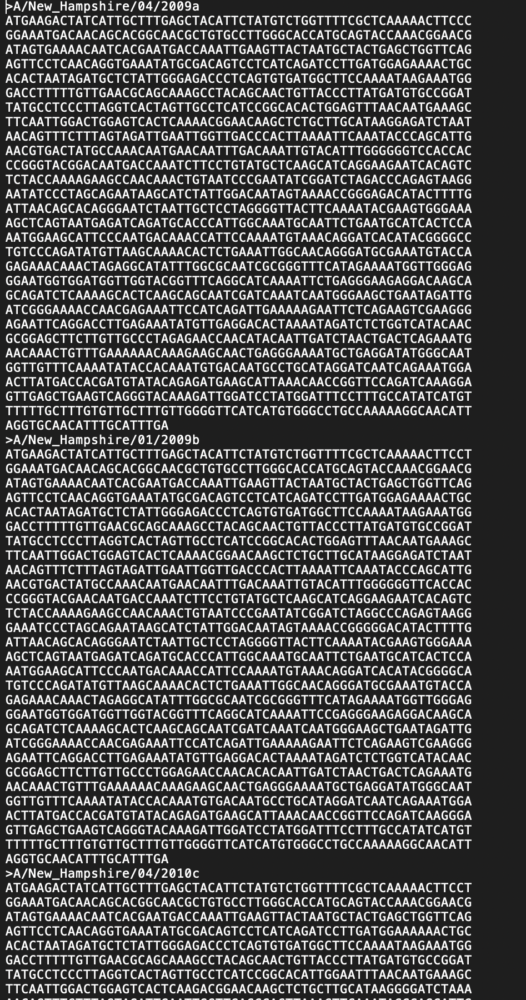 >A/New_Hampshire/04/2009a
ATGAAGACTATCATTGCTTTGAGCTACATTCTATGTCTGGTTTTCGCTCAAAAACTTCCC
GGAAATGACAACAGCACGGCAACGCTGTGCCTTGGGCACCATGCAGTACCAAACGGAACG
ATAGTGAAAACAATCACGAATGACCAAATTGAAGTTACTAATGCTACTGAGCTGGTTCAG
AGTTCCTCAACAGGTGAAATATGCGACAGTCCTCATCAGATCCTTGATGGAGAAAACTGC
ACACTAATAGATGCTCTATTGGGAGACCCTCAGTGTGATGGCTTCCAAAATAAGAAATGG
GACCTTTTTGTTGAACGCAGCAAAGCCTACAGCAACTGTTACCCTTATGATGTGCCGGAT
TATGCCTCCCTTAGGTCACTAGTTGCCTCATCCGGCACACTGGAGTTTAACAATGAAAGC
TTCAATTGGACTGGAGTCACTCAAAACGGAACAAGCTCTGCTTGCATAAGGAGATCTAAT
AACAGTTTCTTTAGTAGATTGAATTGGTTGACCCACTTAAAATTCAAATACCCAGCATTG
AACGTGACTATGCCAAACAATGAACAATTTGACAAATTGTACATTTGGGGGGTCCACCAC
CCGGGTACGGACAATGACCAAATCTTCCTGTATGCTCAAGCATCAGGAAGAATCACAGTC
TCTACCAAAAGAAGCCAACAAACTGTAATCCCGAATATCGGATCTAGACCCAGAGTAAGG
AATATCCCTAGCAGAATAAGCATCTATTGGACAATAGTAAAACCGGGAGACATACTTTTG
ATTAACAGCACAGGGAATCTAATTGCTCCTAGGGGTTACTTCAAAATACGAAGTGGGAAA
AGCTCAGTAATGAGATCAGATGCACCCATTGGCAAATGCAATTCTGAATGCATCACTCCA
AATGGAAGCATTCCCAATGACAAACCATTCCAAAATGTAAACAGGATCACATACGGGGCC
TGTCCCAGATATGTTAAGCAAAACACTCTGAAATTGGCAACAGGGATGCGAAATGTACCA
GAGAAACAAACTAGAGGCATATTTGGCGCAATCGCGGGTTTCATAGAAAATGGTTGGGAG
GGAATGGTGGATGGTTGGTACGGTTTCAGGCATCAAAATTCTGAGGGAAGAGGACAAGCA
GCAGATCTCAAAAGCACTCAAGCAGCAATCGATCAAATCAATGGGAAGCTGAATAGATTG
ATCGGGAAAACCAACGAGAAATTCCATCAGATTGAAAAAGAATTCTCAGAAGTCGAAGGG
AGAATTCAGGACCTTGAGAAATATGTTGAGGACACTAAAATAGATCTCTGGTCATACAAC
GCGGAGCTTCTTGTTGCCCTAGAGAACCAACATACAATTGATCTAACTGACTCAGAAATG
AACAAACTGTTTGAAAAAACAAAGAAGCAACTGAGGGAAAATGCTGAGGATATGGGCAAT
GGTTGTTTCAAAATATACCACAAATGTGACAATGCCTGCATAGGATCAATCAGAAATGGA
ACTTATGACCACGATGTATACAGAGATGAAGCATTAAACAACCGGTTCCAGATCAAAGGA
GTTGAGCTGAAGTCAGGGTACAAAGATTGGATCCTATGGATTTCCTTTGCCATATCATGT
TTTTTGCTTTGTGTTGCTTTGTTGGGGTTCATCATGTGGGCCTGCCAAAAAGGCAACATT
AGGTGCAACATTTGCATTTGA
>A/New_Hampshire/01/2009b
ATGAAGACTATCATTGCTTTGAGCTACATTCTATGTCTGGTTTTCGCTCAAAAACTTCCT
GGAAATGACAACAGCACGGCAACGCTGTGCCTTGGGCACCATGCAGTACCAAACGGAACG
ATAGTGAAAACAATCACGAATGACCAAATTGAAGTTACTAATGCTACTGAGCTGGTTCAG
AGTTCCTCAACAGGTGAAATATGCGACAGTCCTCATCAGATCCTTGATGGAGAAAACTGC
ACACTAATAGATGCTCTATTGGGAGACCCTCAGTGTGATGGCTTCCAAAATAAGAAATGG
GACCTTTTTGTTGAACGCAGCAAAGCCTACAGCAACTGTTACCCTTATGATGTGCCGGAT
TATGCCTCCCTTAGGTCACTAGTTGCCTCATCCGGCACACTGGAGTTTAACAATGAAAGC
TTCAATTGGACTGGAGTCACTCAAAACGGAACAAGCTCTGCTTGCATAAGGAGATCTAAT
AACAGTTTCTTTAGTAGATTGAATTGGTTGACCCACTTAAAATTCAAATACCCAGCATTG
AACGTGACTATGCCAAACAATGAACAATTTGACAAATTGTACATTTGGGGGGTTCACCAC
CCGGGTACGAACAATGACCAAATCTTCCTGTATGCTCAAGCATCAGGAAGAATCACAGTC
TCTACCAAAAGAAGCCAACAAACTGTAATCCCGAATATCGGATCTAGGCCCAGAGTAAGG
GAAATCCCTAGCAGAATAAGCATCTATTGGACAATAGTAAAACCGGGGGACATACTTTTG
ATTAACAGCACAGGGAATCTAATTGCTCCTAGGGGTTACTTCAAAATACGAAGTGGGAAA
AGCTCAGTAATGAGATCAGATGCACCCATTGGCAAATGCAATTCTGAATGCATCACTCCA
AATGGAAGCATTCCCAATGACAAACCATTCCAAAATGTAAACAGGATCACATACGGGGCA
TGTCCCAGATATGTTAAGCAAAACACTCTGAAATTGGCAACAGGGATGCGAAATGTACCA
GAGAAACAAACTAGAGGCATATTTGGCGCAATCGCGGGTTTCATAGAAAATGGTTGGGAG
GGAATGGTGGATGGTTGGTACGGTTTCAGGCATCAAAATTCCGAGGGAAGAGGACAAGCA
GCAGATCTCAAAAGCACTCAAGCAGCAATCGATCAAATCAATGGGAAGCTGAATAGATTG
ATCGGGAAAACCAACGAGAAATTCCATCAGATTGAAAAAGAATTCTCAGAAGTCGAAGGG
AGAATTCAGGACCTTGAGAAATATGTTGAGGACACTAAAATAGATCTCTGGTCATACAAC
GCGGAGCTTCTTGTTGCCCTGGAGAACCAACACACAATTGATCTAACTGACTCAGAAATG
AACAAACTGTTTGAAAAAACAAAGAAGCAACTGAGGGAAAATGCTGAGGATATGGGCAAT
GGTTGTTTCAAAATATACCACAAATGTGACAATGCCTGCATAGGATCAATCAGAAATGGA
ACTTATGACCACGATGTATACAGAGATGAAGCATTAAACAACCGGTTCCAGATCAAGGGA
GTTGAGCTGAAGTCAGGGTACAAAGATTGGATCCTATGGATTTCCTTTGCCATATCATGT
TTTTTGCTTTGTGTTGCTTTGTTGGGGTTCATCATGTGGGCCTGCCAAAAAGGCAACATT
AGGTGCAACATTTGCATTTGA
>A/New_Hampshire/04/2010c
ATGAAGACTATCATTGCTTTGAGCTACATTCTATGTCTGGTTTTCGCTCAAAAACTTCCT
GGAAATGACAACAGCACGGCAACGCTGTGCCTTGGGCACCATGCAGTACCAAACGGAACG
ATAGTGAAAACAATCACGAATGACCAAATTGAAGTTACTAATGCTACTGAGCTGGTTCAG
AGTTCCTCAACAGGTGAAATATGCGACAGTCCTCATCAGATCCTTGATGGAAAAAACTGC
ACACTAATAGATGCTCTATTGGGAGACCCTCAGTGTGATGGCTTCCAAAATAAGAAATGG
GACCTTTTTGTTGAACGCAGCAAAGCCTACAGCAACTGTTACCCTTATGATGTGCCGGAT
TATGCCTCCCTTAGGTCACTAGTTGCCTCATCCGGCACATTGGAATTTAACAATGAAAGC
TTCAATTGGACTGGAGTCACTCAAGACGGAACAAGCTCTGCTTGCATAAGGGGATCTAAA